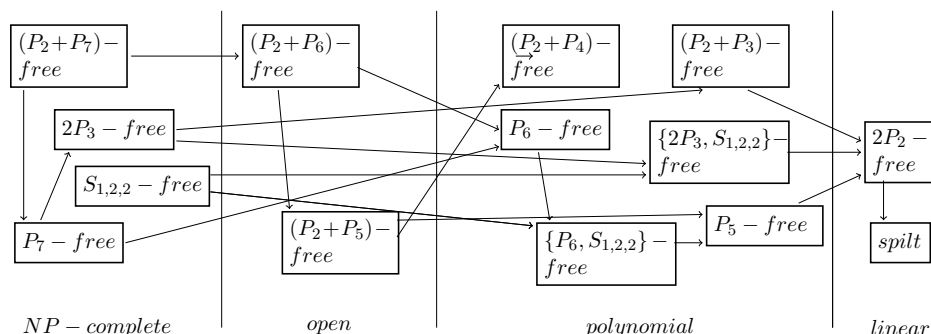 (P₂+P₇)−
free
(P₂+P₆)−
free
(P₂+P₄)−
free
(P₂+P₃)−
free
2P₃ − free
P₆ − free
{2P₃, S₁,₂,₂}−
free
2P₂ −
free
S₁,₂,₂ − free
P₇ − free
(P₂+P₅)−
free
{P₆, S₁,₂,₂}−
free
P₅ − free
spilt
NP − complete
open
polynomial
linear